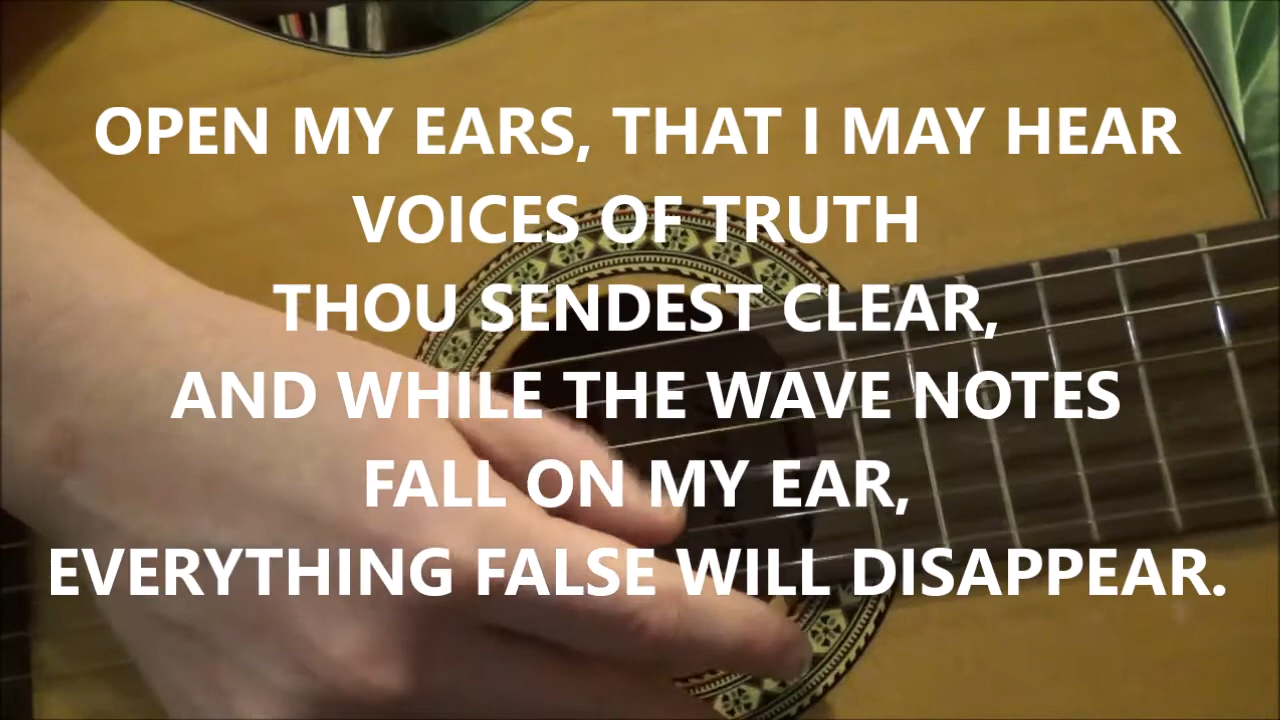 OPEN MY EARS, THAT I MAY HEAR
VOICES OF TRUTH
THOU SENDEST CLEAR,
AND WHILE THE WAVE NOTES
FALL ON MY EAR,
EVERYTHING FALSE WILL DISAPPEAR.